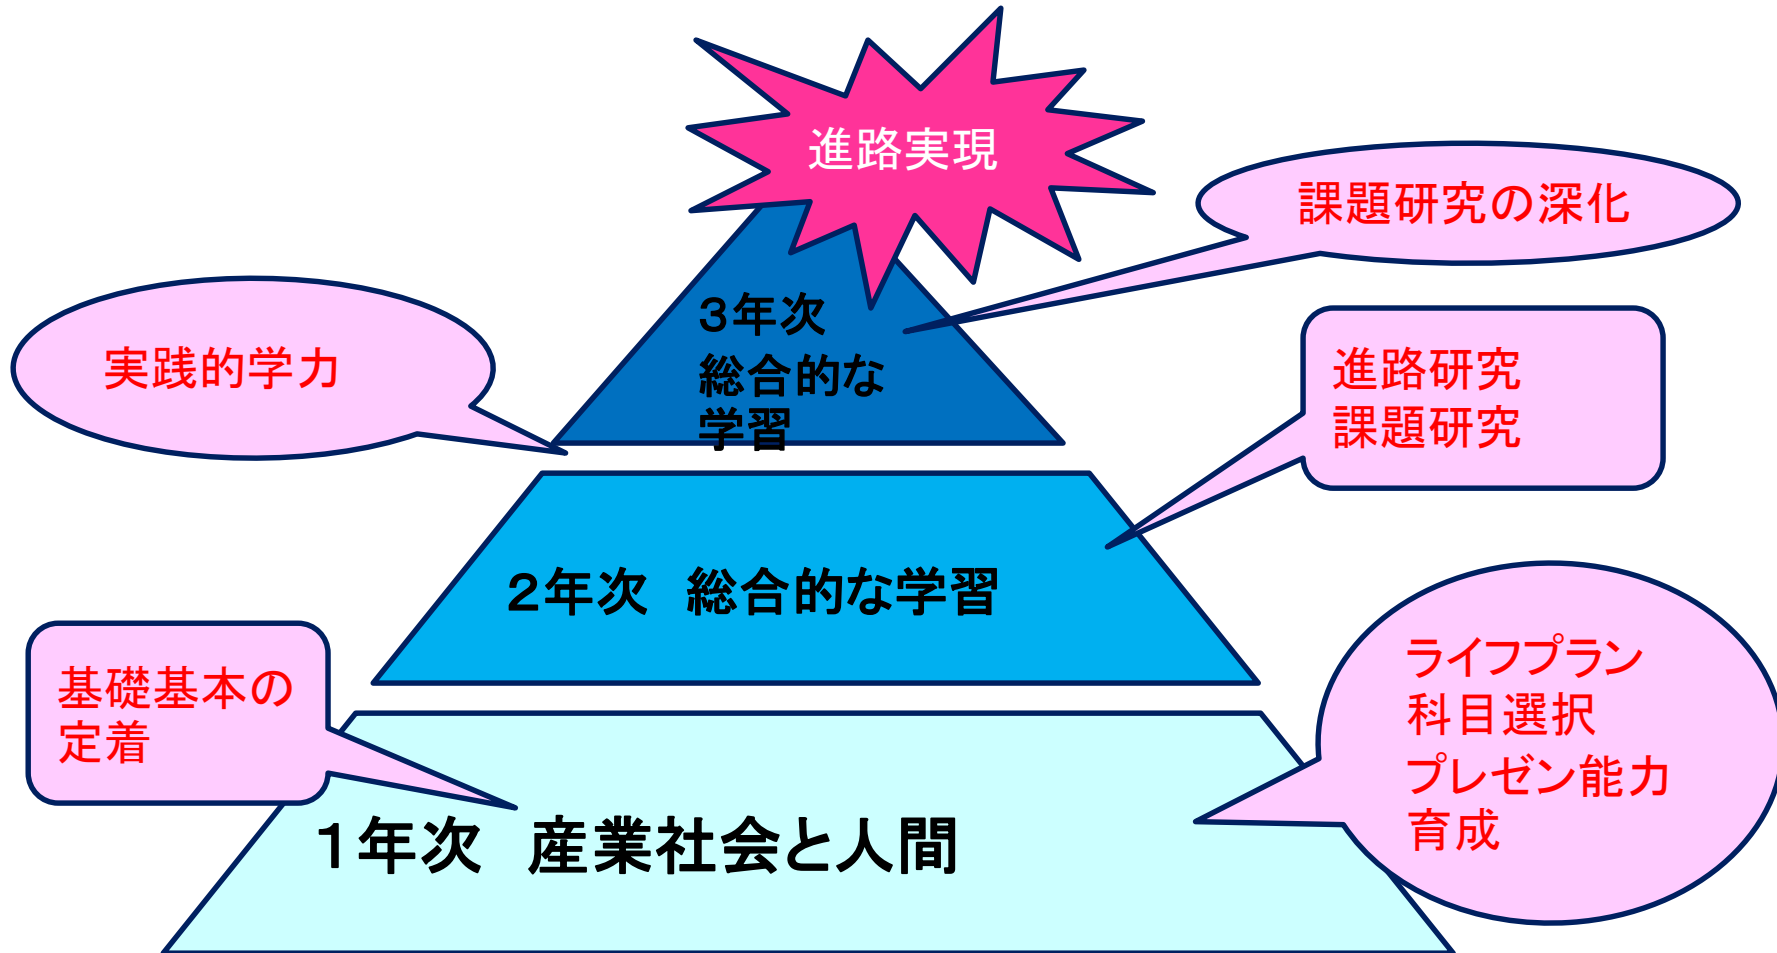 進路実現
課題研究の深化
3年次
総合的な
学習
実践的学力
進路研究
課題研究
2年次　総合的な学習
基礎基本の
定着
ライフプラン
科目選択
プレゼン能力
育成
1年次　産業社会と人間